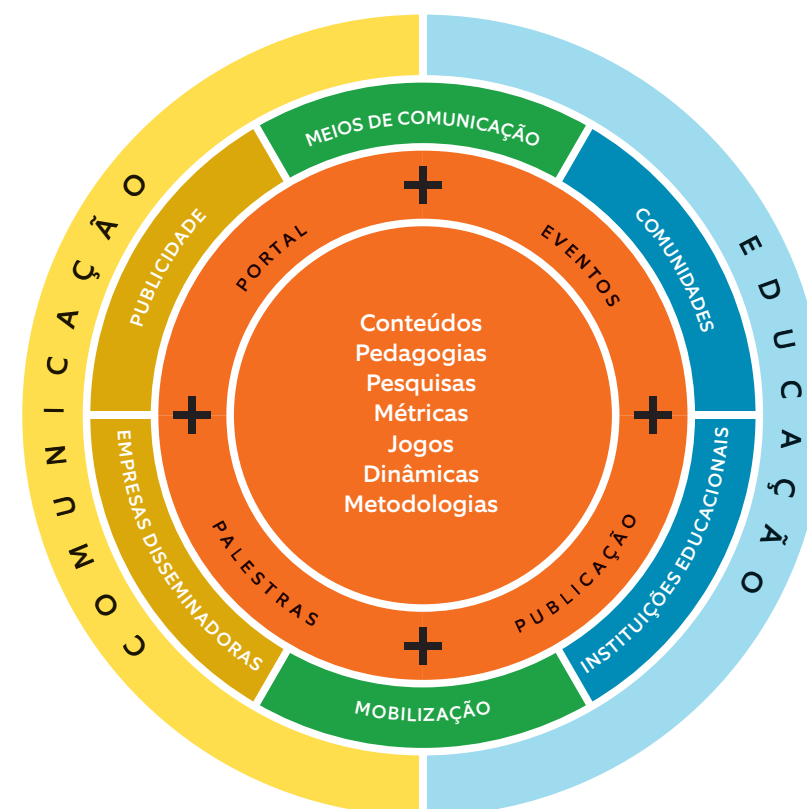 COMUNICAÇÃO
EDUCAÇÃO
MEIOS DE COMUNICAÇÃO
PUBLICIDADE
COMUNIDADES
EMPRESAS DISSEMINADORAS
INSTITUIÇÕES EDUCACIONAIS
MOBILIZAÇÃO
PORTAL
EVENTOS
PALESTRAS
PUBLICAÇÃO
Conteúdos
Pedagogias
Pesquisas
Métricas
Jogos
Dinâmicas
Metodologias